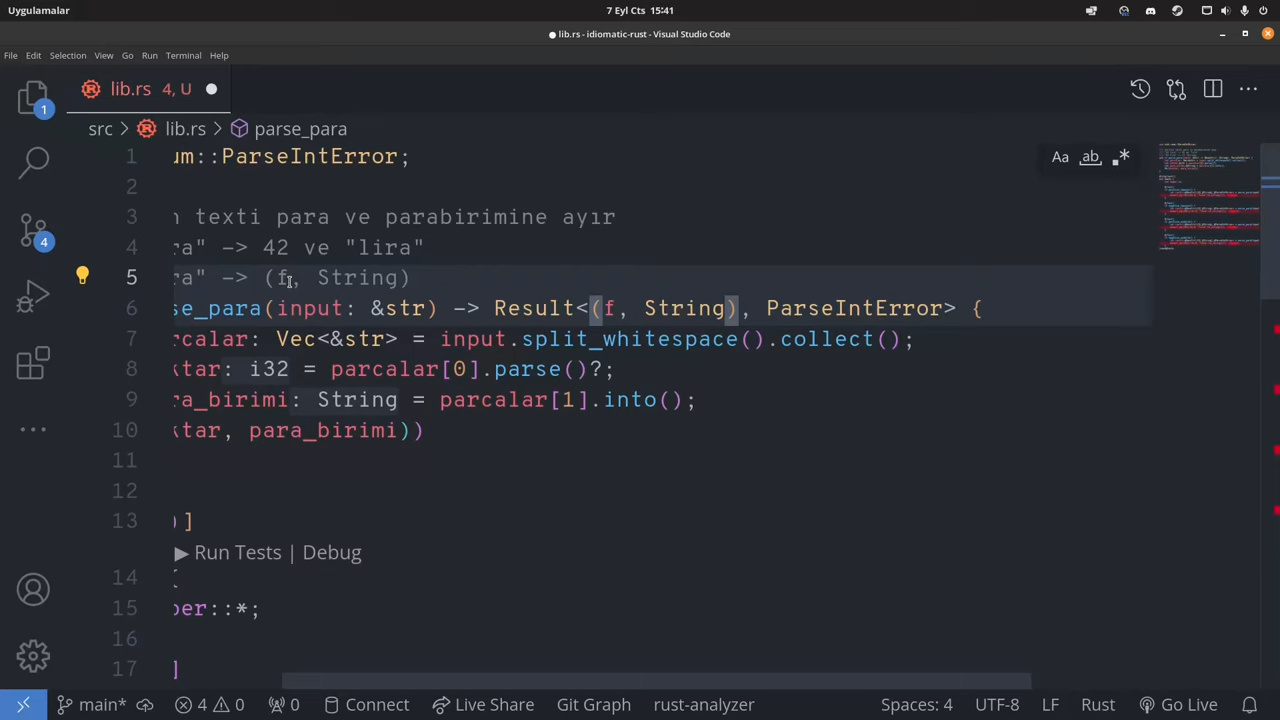 Uygulamalar
7 Eyl Cts 15:41
● lib.rs - idiomatic-rust - Visual Studio Code
File Edit Selection View Go Run Terminal Help
1
lib.rs 4, U ●
src > lib.rs > parse_para
1 um::ParseIntError;
Aa ab .*
2
3 n texti para ve parabirimine ayır
4 ra" -> 42 ve "lira"
5 ra" -> (f, String)
6 se_para(input: &str) -> Result<(f, String), ParseIntError> {
7 rcalar: Vec<&str> = input.split_whitespace().collect();
8 ktar: i32 = parcalar[0].parse()?;
9 ra_birimi: String = parcalar[1].into();
10 ktar, para_birimi))
11
12
13 )]
▶ Run Tests | Debug
14 {
15 per::*;
16
17 ]
4
main* 4 0 0 Connect Live Share Git Graph rust-analyzer Spaces: 4 UTF-8 LF Rust Go Live